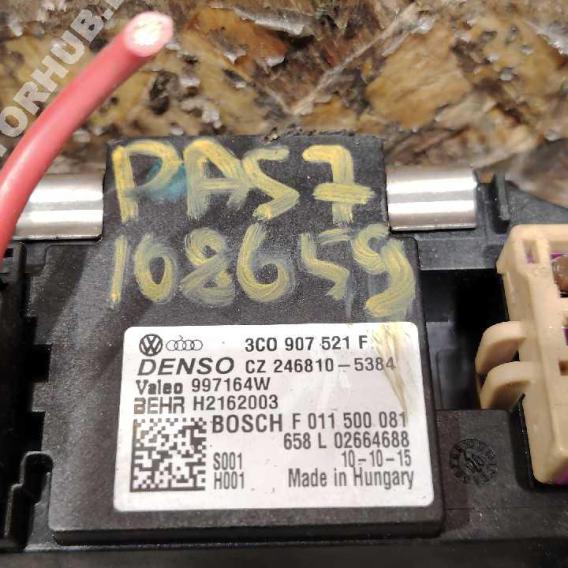 TORHUB.
PAS7
108659
3C0 907 521 F
DENSO CZ 246810-5384
Valeo 997164W
BEHR H2162003
BOSCH F 011 500 081
658 L 02664688
S001 10-10-15
H001 Made in Hungary